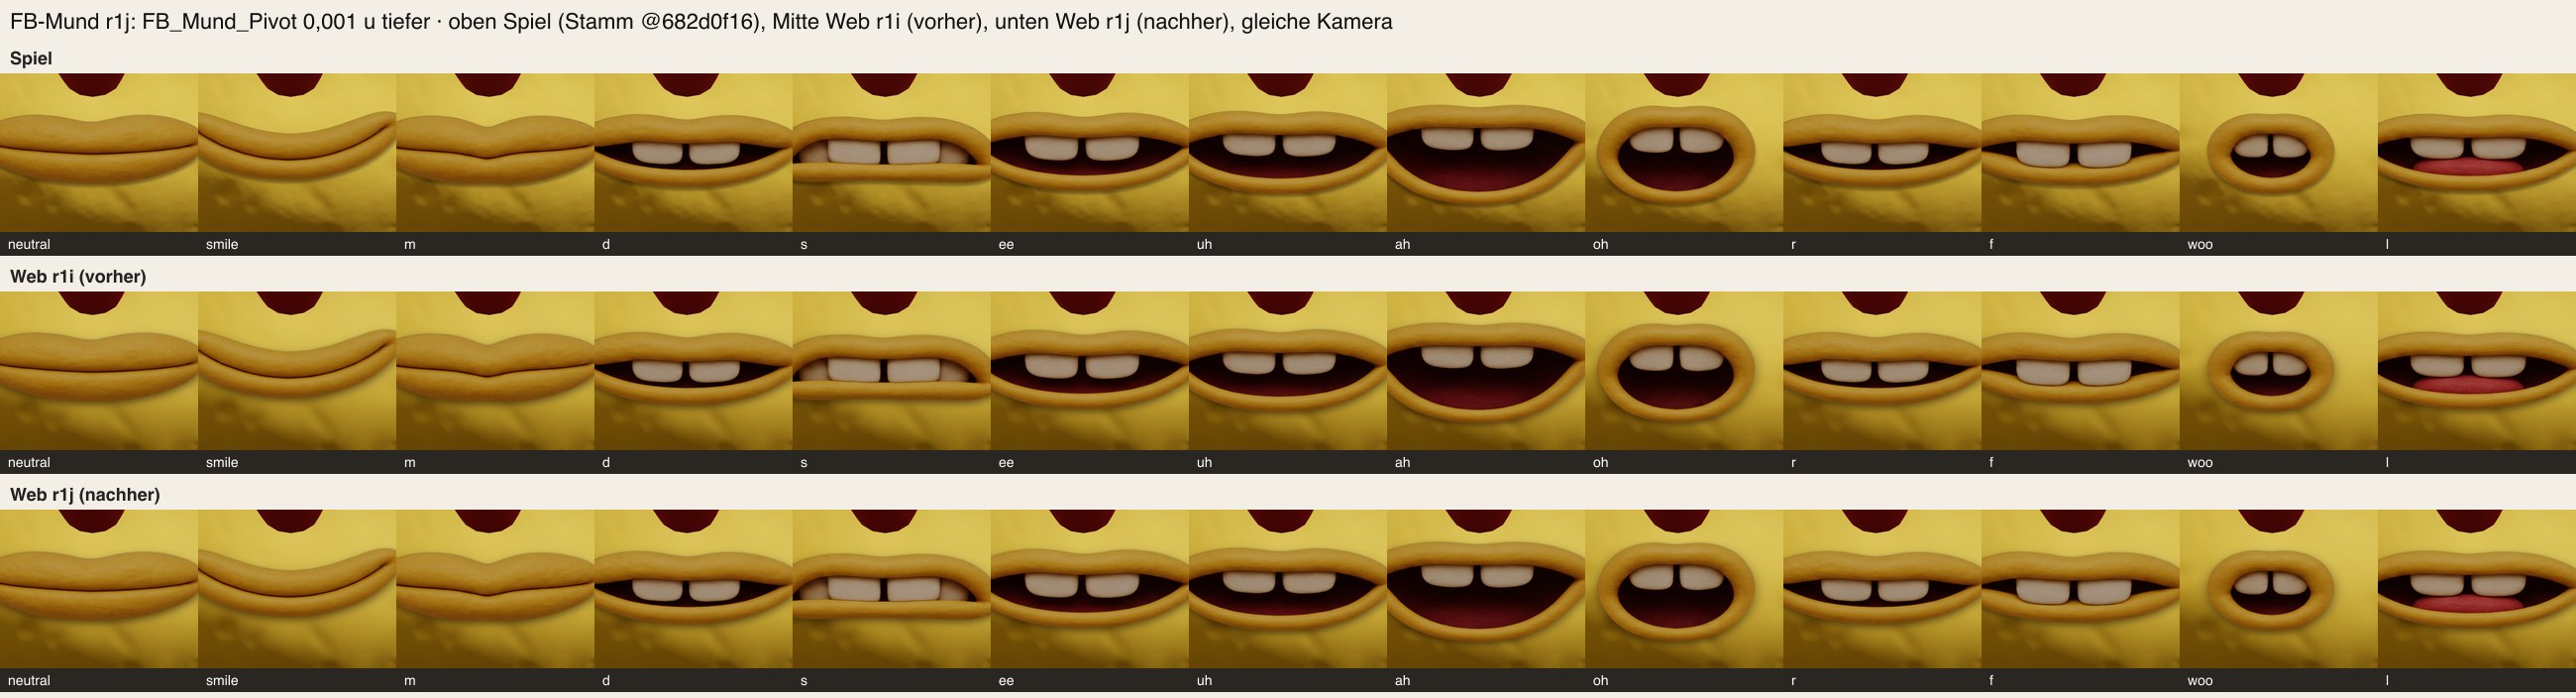 FB-Mund r1j: FB_Mund_Pivot 0,001 u tiefer · oben Spiel (Stamm @682d0f16), Mitte Web r1i (vorher), unten Web r1j (nachher), gleiche Kamera
Spiel
neutral smile m d s ee uh ah oh r f woo l
Web r1i (vorher)
neutral smile m d s ee uh ah oh r f woo l
Web r1j (nachher)
neutral smile m d s ee uh ah oh r f woo l